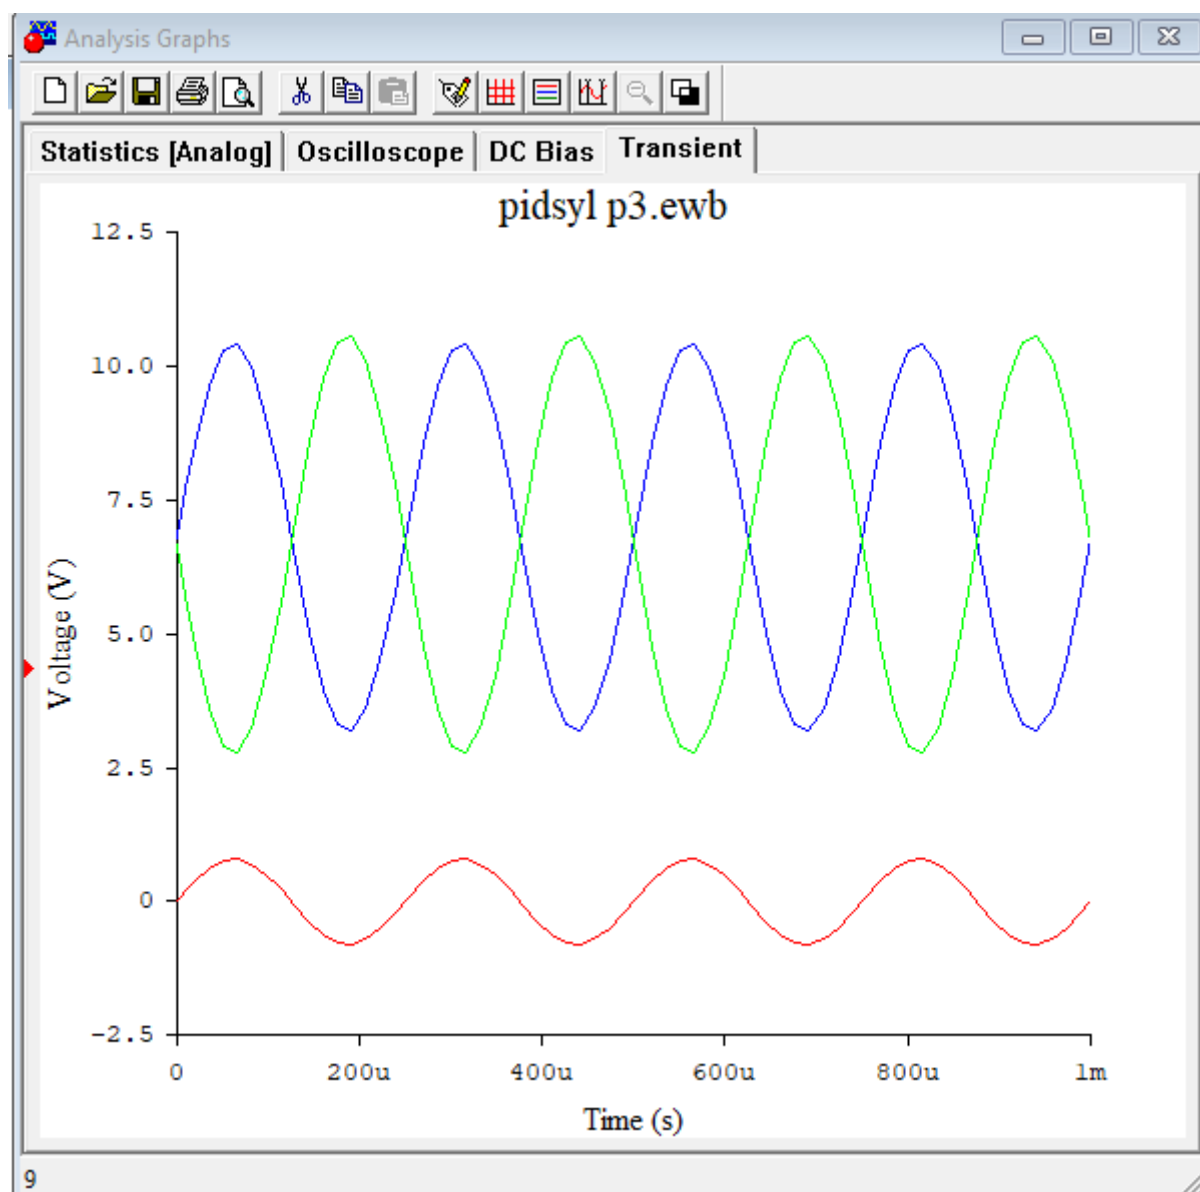 Analysis Graphs
Statistics [Analog] Oscilloscope DC Bias Transient
pidsyl p3.ewb
12.5
10.0
7.5
5.0
2.5
0
-2.5
Voltage (V)
0 200u 400u 600u 800u 1m
Time (s)
9